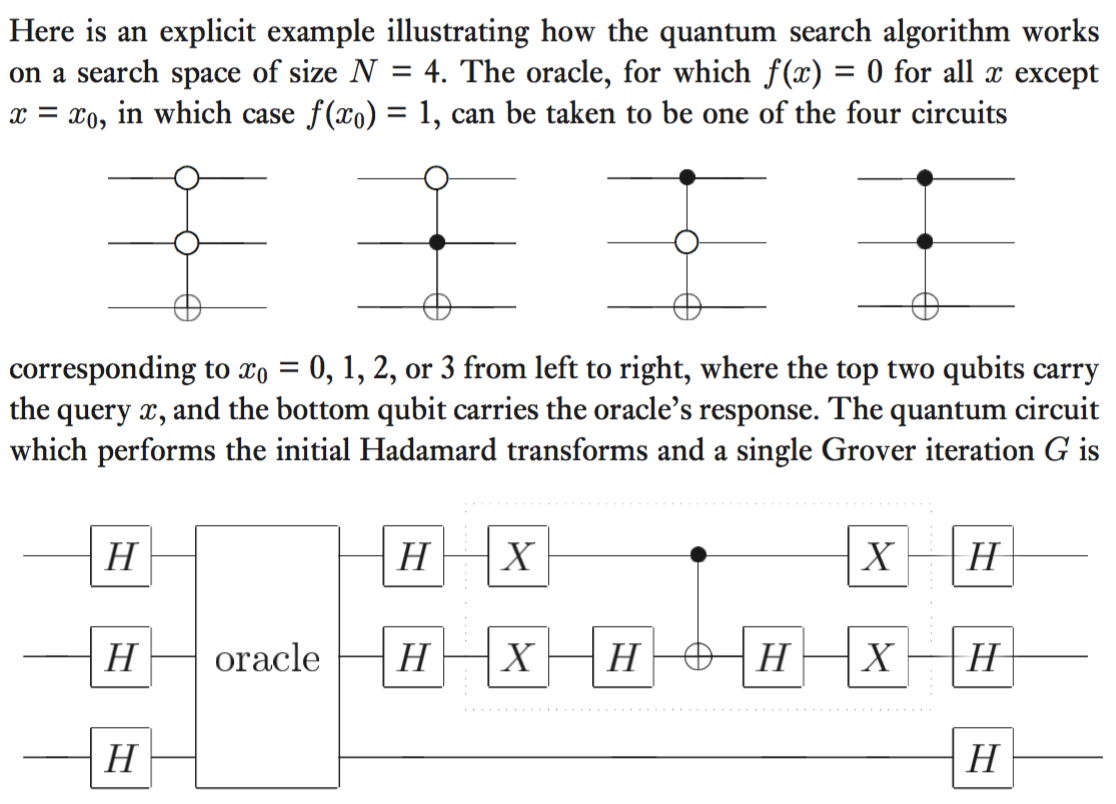 Here is an explicit example illustrating how the quantum search algorithm works
on a search space of size N = 4. The oracle, for which f(x) = 0 for all x except
x = x₀, in which case f(x₀) = 1, can be taken to be one of the four circuits
corresponding to x₀ = 0, 1, 2, or 3 from left to right, where the top two qubits carry
the query x, and the bottom qubit carries the oracle's response. The quantum circuit
which performs the initial Hadamard transforms and a single Grover iteration G is
H H X X H
H oracle H X H H X H
H H